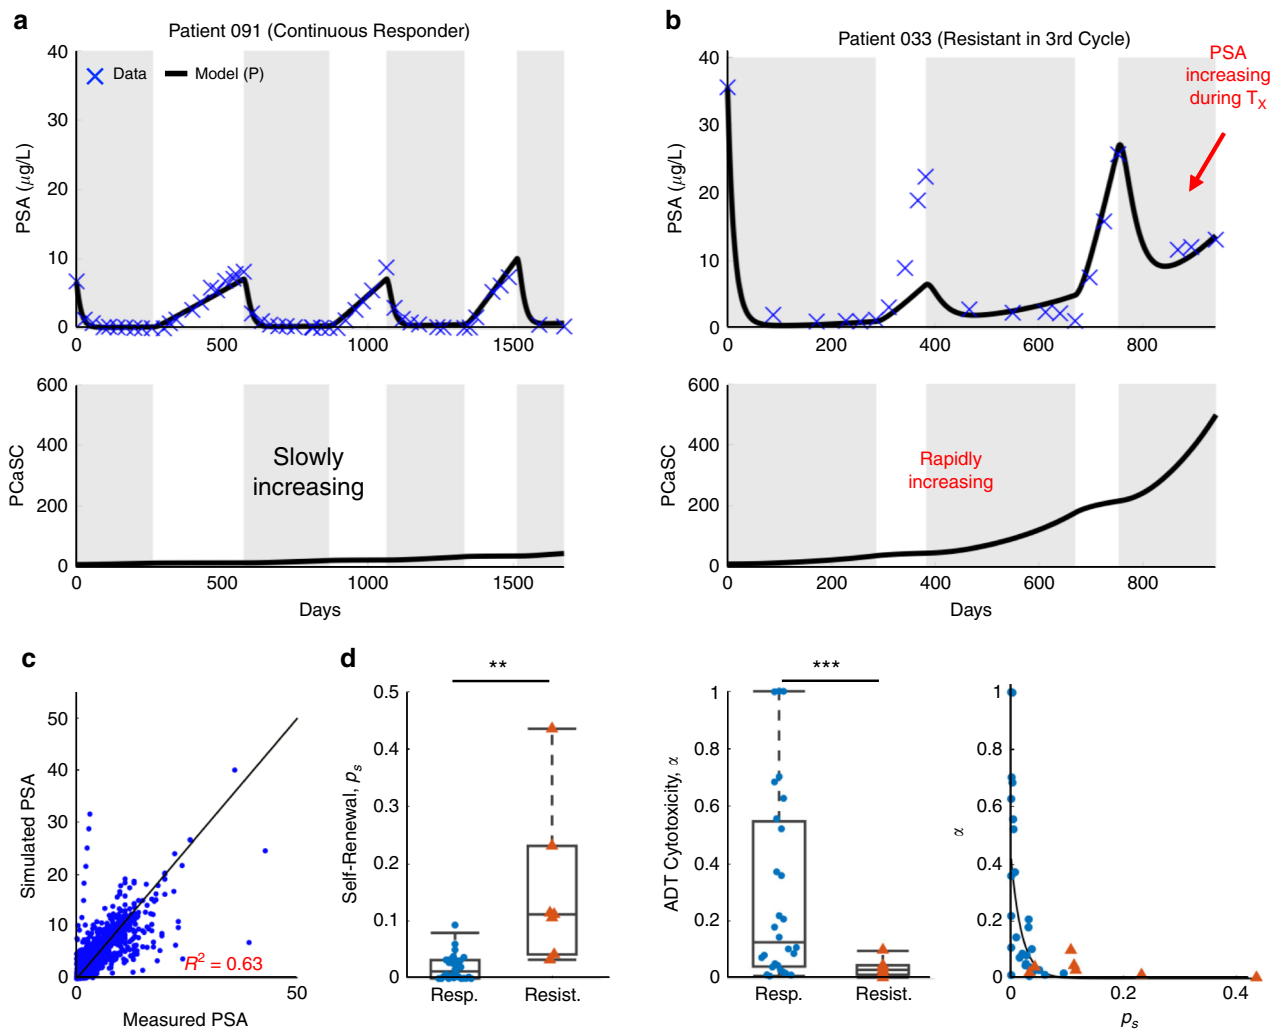 a
Patient 091 (Continuous Responder)
40
30
20
10
0
PSA (μg/L)
Data
Model (P)
0
500
1000
1500
600
400
200
0
PCaSC
Slowly
increasing
0
500
1000
1500
Days
b
Patient 033 (Resistant in 3rd Cycle)
40
30
20
10
0
PSA (μg/L)
PSA
increasing
during TX
0
200
400
600
800
600
400
200
0
PCaSC
Rapidly
increasing
0
200
400
600
800
Days
c
50
40
30
20
10
0
Simulated PSA
R² = 0.63
0
50
Measured PSA
d
**
0.5
0.4
0.3
0.2
0.1
0
Self-Renewal, ps
Resp.
Resist.
***
1
0.8
0.6
0.4
0.2
0
ADT Cytotoxicity, α
Resp.
Resist.
1
0.8
0.6
0.4
0.2
0
α
0
0.2
0.4
ps